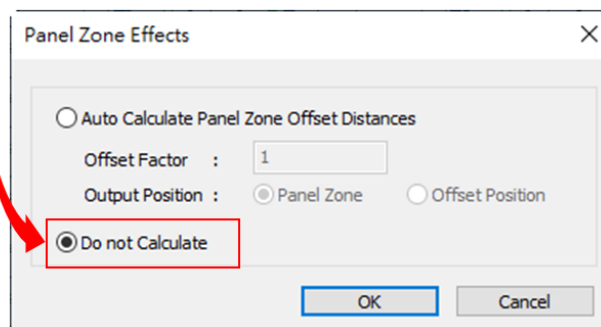 Panel Zone Effects
Auto Calculate Panel Zone Offset Distances
Offset Factor : 1
Output Position : Panel Zone Offset Position
Do not Calculate
OK Cancel